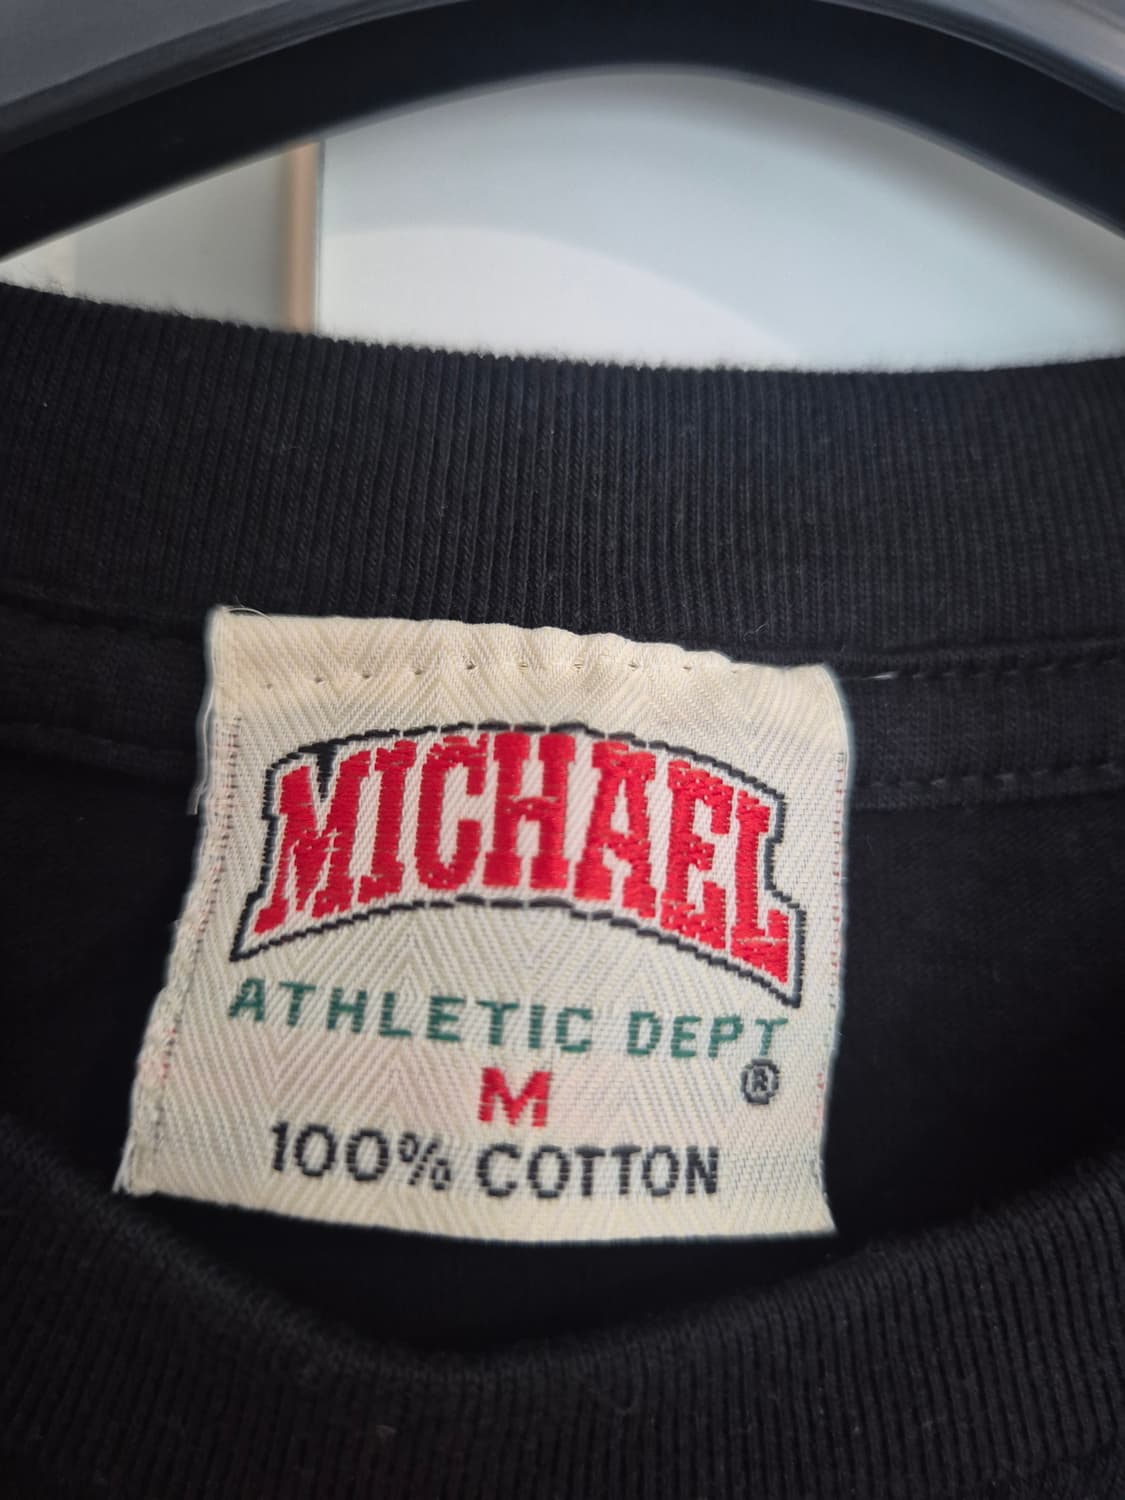 MICHAEL
ATHLETIC DEPT
®
M
100% COTTON